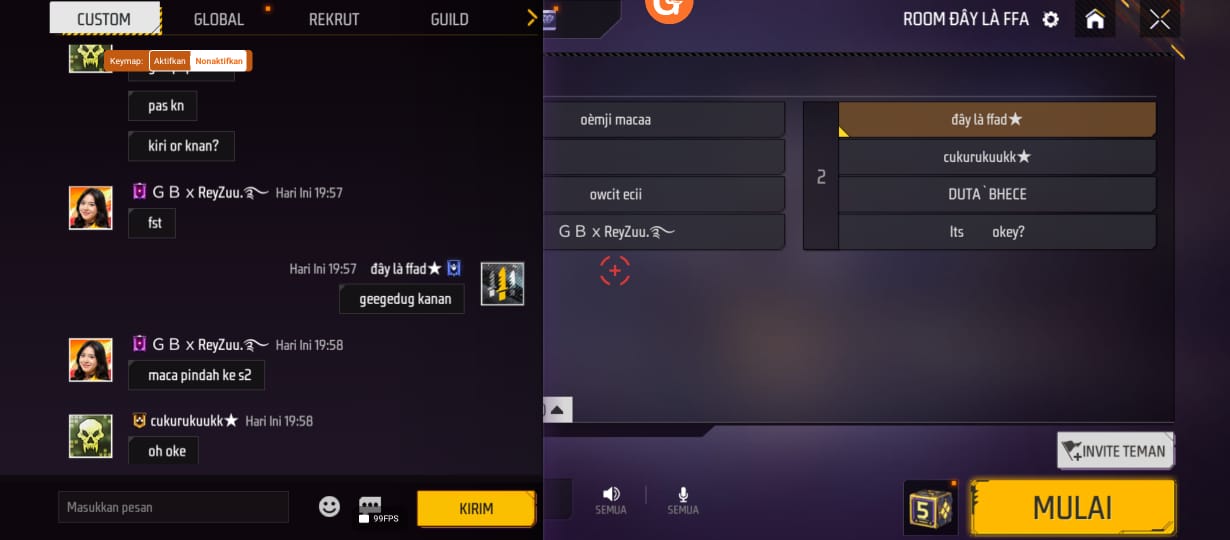 CUSTOM
GLOBAL
REKRUT
GUILD
Keymap: Aktifkan Nonaktifkan
pas kn
kiri or knan?
G B x ReyZuu. Hari Ini 19:57
fst
Hari Ini 19:57 đây là ffad★
geegedug kanan
G B x ReyZuu. Hari Ini 19:58
maca pindah ke s2
cukurukuukk★ Hari Ini 19:58
oh oke
Masukkan pesan
99FPS
KIRIM
ROOM ĐÂY LÀ FFA
oèmji macaa
owcit ecii
G B x ReyZuu.
2
đây là ffad★
cukurukuukk★
DUTA`BHECE
Its okey?
INVITE TEMAN
SEMUA
SEMUA
5
MULAI